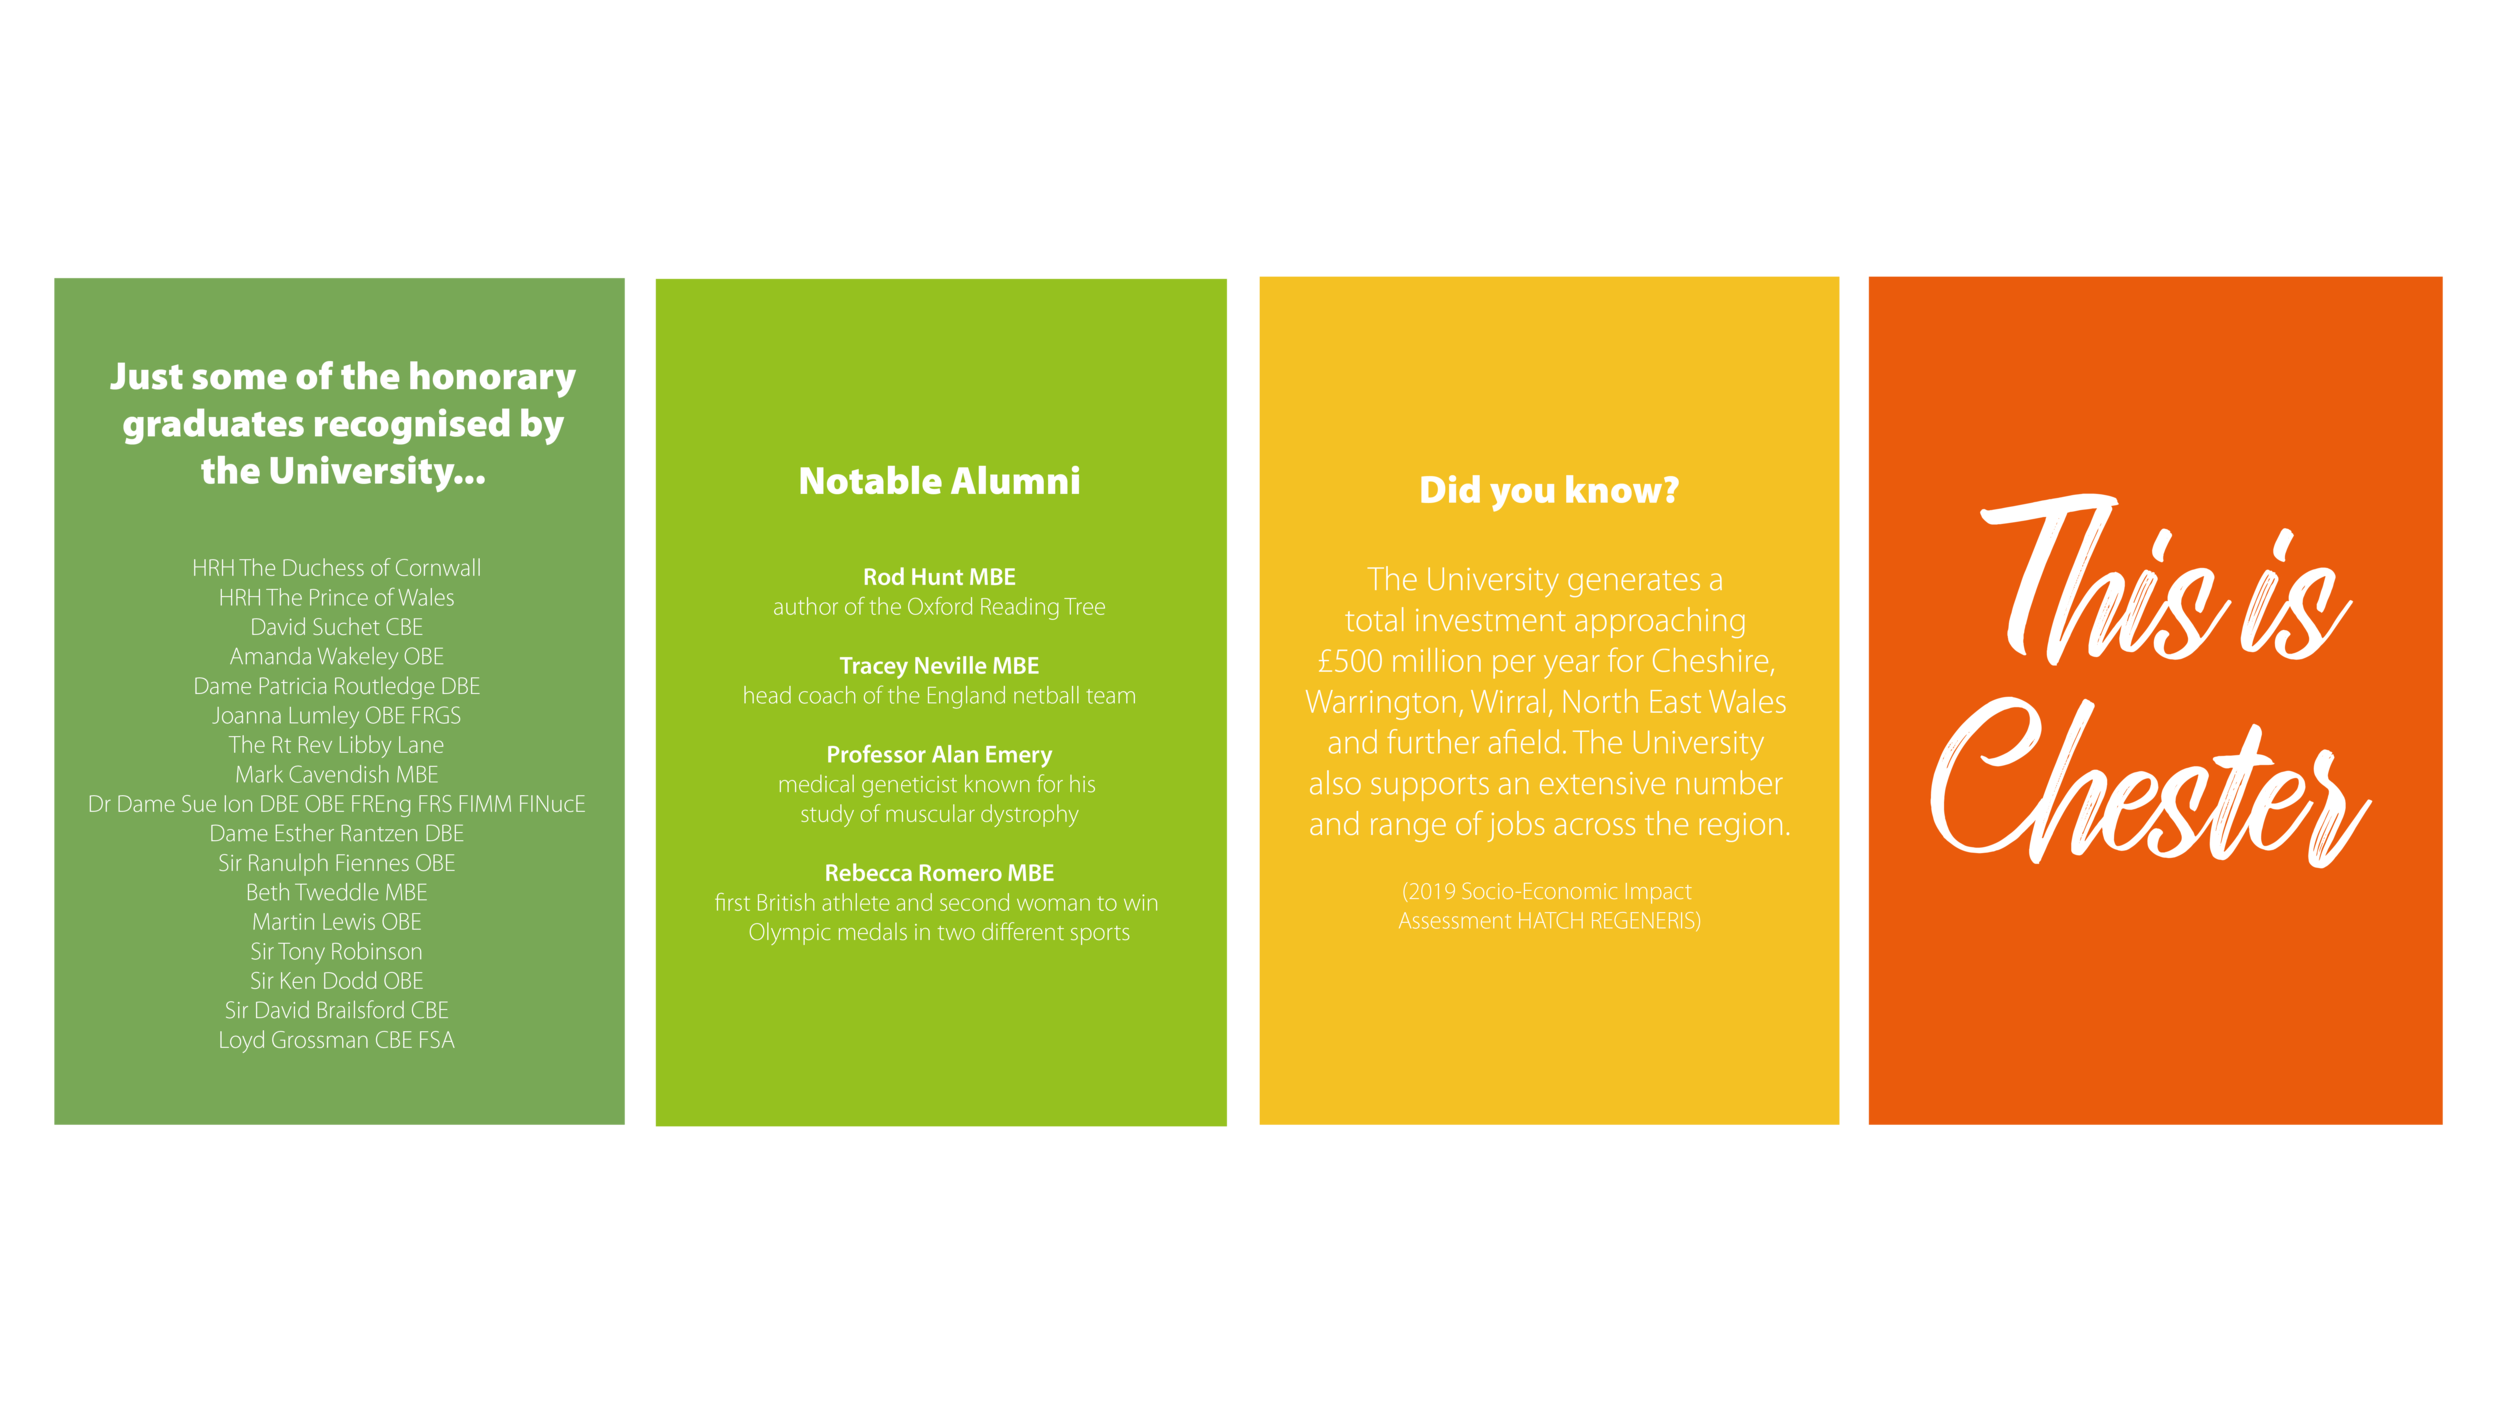 Just some of the honorary
graduates recognised by
the University...
HRH The Duchess of Cornwall
HRH The Prince of Wales
David Suchet CBE
Amanda Wakeley OBE
Dame Patricia Routledge DBE
Joanna Lumley OBE FRGS
The Rt Rev Libby Lane
Mark Cavendish MBE
Dr Dame Sue Ion DBE OBE FREng FRS FIMM FINucE
Dame Esther Rantzen DBE
Sir Ranulph Fiennes OBE
Beth Tweddle MBE
Martin Lewis OBE
Sir Tony Robinson
Sir Ken Dodd OBE
Sir David Brailsford CBE
Loyd Grossman CBE FSA
Notable Alumni
Rod Hunt MBE
author of the Oxford Reading Tree
Tracey Neville MBE
head coach of the England netball team
Professor Alan Emery
medical geneticist known for his
study of muscular dystrophy
Rebecca Romero MBE
first British athlete and second woman to win
Olympic medals in two different sports
Did you know?
The University generates a
total investment approaching
£500 million per year for Cheshire,
Warrington, Wirral, North East Wales
and further afield. The University
also supports an extensive number
and range of jobs across the region.
(2019 Socio-Economic Impact
Assessment HATCH REGENERIS)
This is
Chester